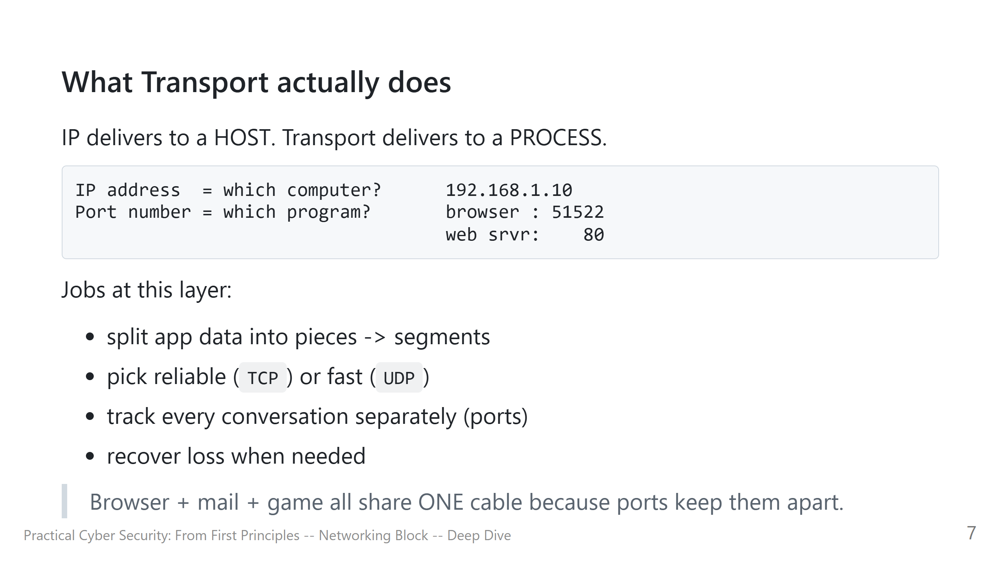 What Transport actually does
IP delivers to a HOST. Transport delivers to a PROCESS.
IP address  = which computer?      192.168.1.10
Port number = which program?       browser : 51522
                                   web srvr:    80
Jobs at this layer:
• split app data into pieces -> segments
• pick reliable ( TCP ) or fast ( UDP )
• track every conversation separately (ports)
• recover loss when needed
Browser + mail + game all share ONE cable because ports keep them apart.
Practical Cyber Security: From First Principles -- Networking Block -- Deep Dive
7